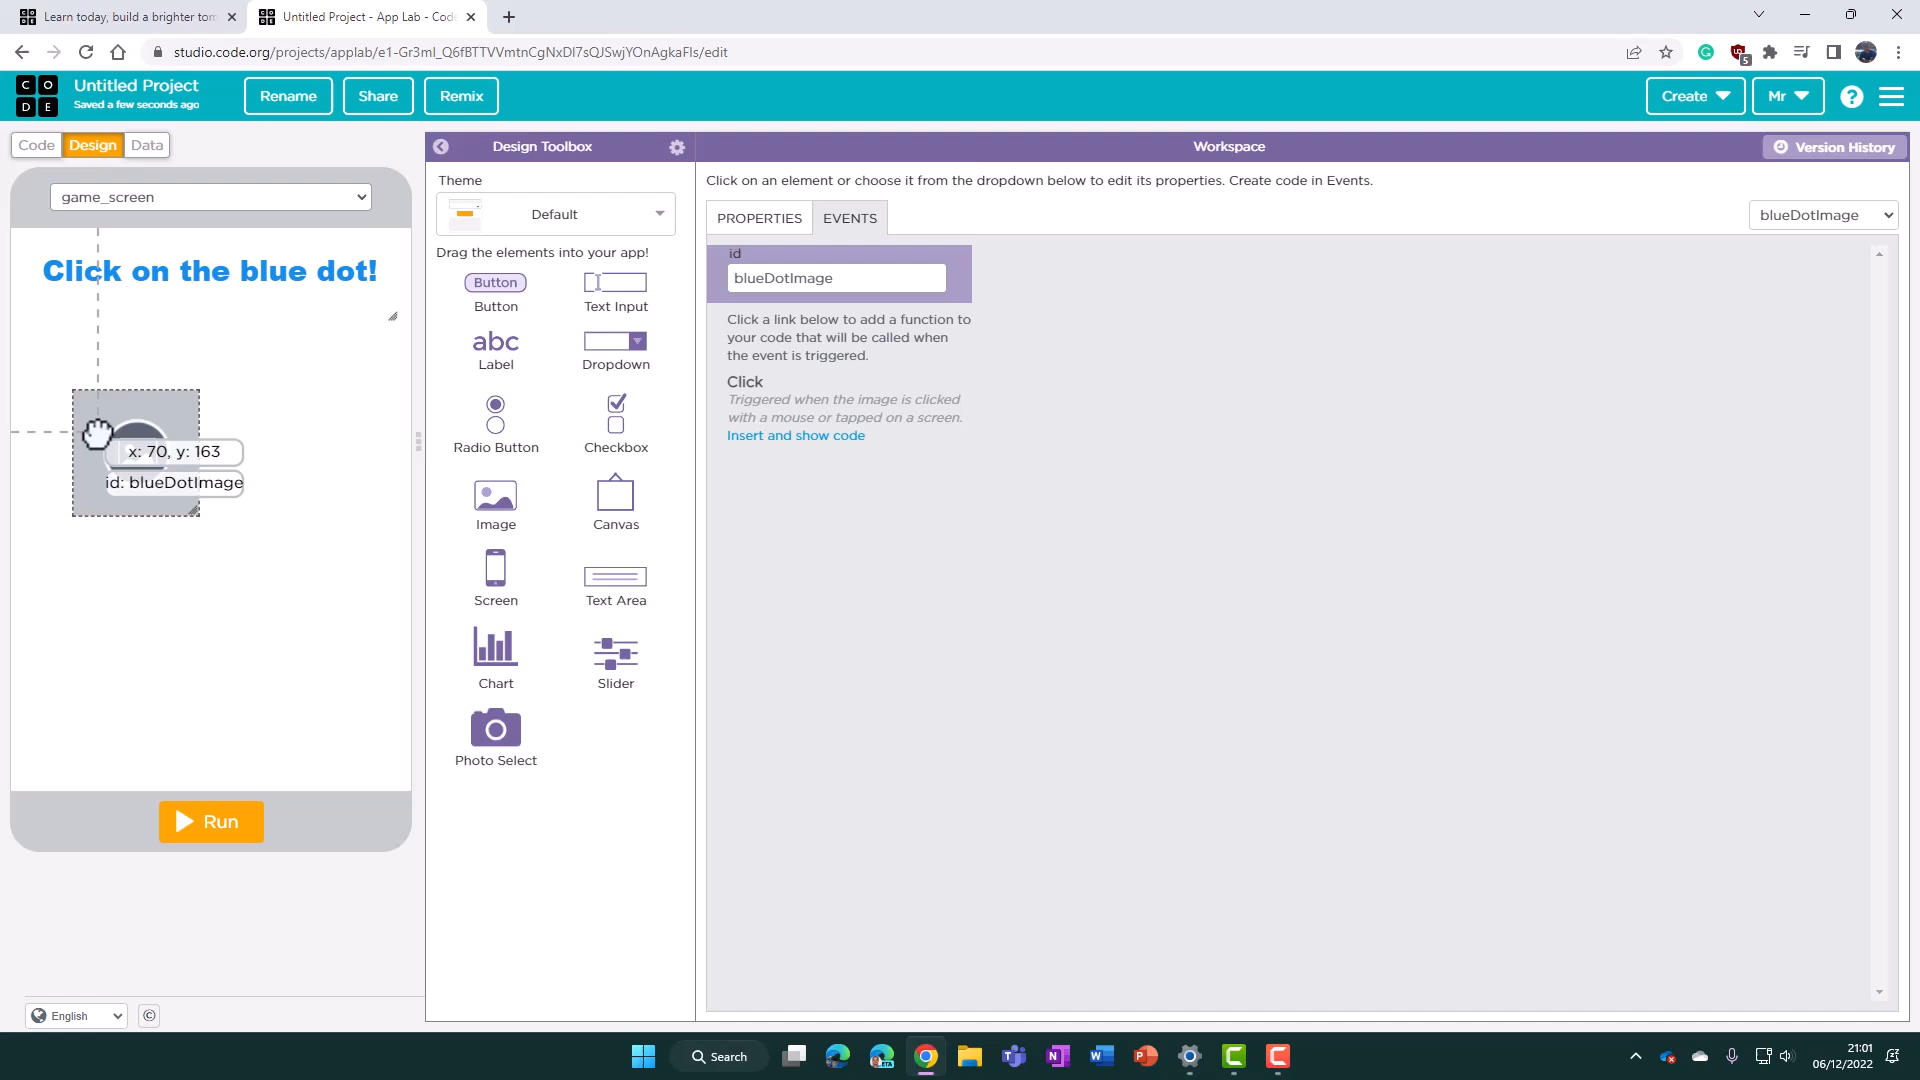 Learn today, build a brighter tom
Untitled Project - App Lab - Code
studio.code.org/projects/applab/e1-Gr3ml_Q6fBTTVVmtnCgNxDl7sQJSwjYOnAgkaFIs/edit
5
C O
D E
Untitled Project
Saved a few seconds ago
Rename
Share
Remix
Create
Mr
?
Code
Design
Data
Design Toolbox
Workspace
Version History
game_screen
Click on the blue dot!
x: 70, y: 163
id: blueDotImage
Run
Theme
Default
Drag the elements into your app!
Button
Button
Text Input
abc
Label
Dropdown
Radio Button
Checkbox
Image
Canvas
Screen
Text Area
Chart
Slider
Photo Select
Click on an element or choose it from the dropdown below to edit its properties. Create code in Events.
PROPERTIES
EVENTS
blueDotImage
id
blueDotImage
Click a link below to add a function to
your code that will be called when
the event is triggered.
Click
Triggered when the image is clicked
with a mouse or tapped on a screen.
Insert and show code
English
©
Search
21:01
06/12/2022